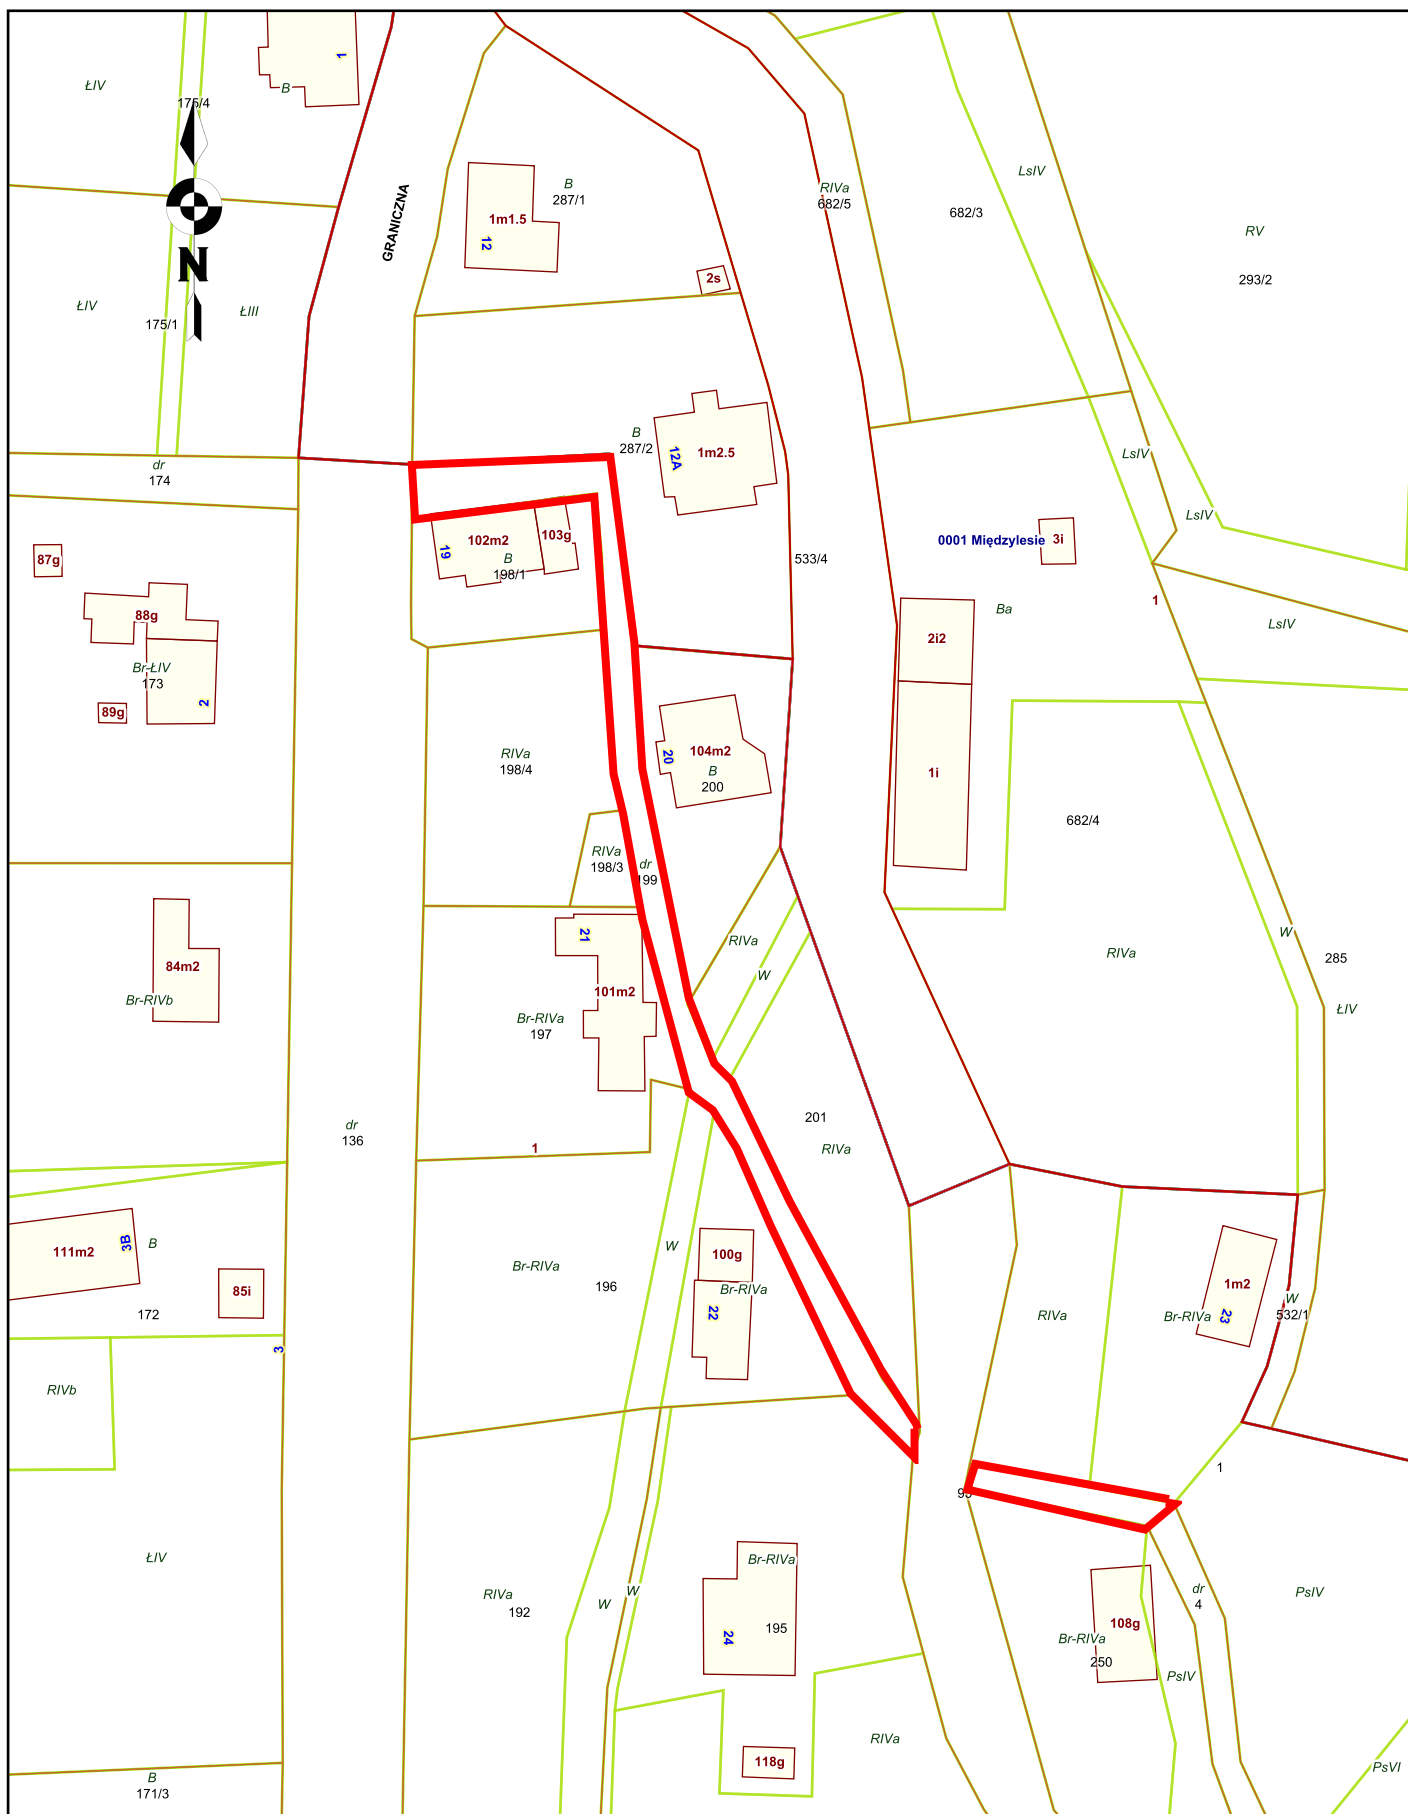 ŁIV
175/4
1
B
GRANICZNA
B
287/1
1m1.5
12
2s
RIVa
682/5
682/3
LsIV
RV
293/2
N
ŁIV
175/1
ŁIII
dr
174
B
287/2
12A
1m2.5
LsIV
LsIV
0001 Międzylesie
3i
533/4
19
102m2
103g
B
198/1
87g
88g
Br-ŁIV
173
2
89g
1
Ba
LsIV
2i2
1i
RIVa
198/4
20
104m2
B
200
682/4
RIVa
198/3
dr
199
21
84m2
Br-RIVb
101m2
Br-RIVa
197
RIVa
W
RIVa
W
285
ŁIV
dr
136
1
201
RIVa
111m2
3B
B
85i
172
3
RIVb
Br-RIVa
196
W
100g
Br-RIVa
22
RIVa
1m2
Br-RIVa
23
W
532/1
1
ŁIV
RIVa
192
W
W
Br-RIVa
24
195
118g
RIVa
108g
Br-RIVa
250
dr
4
PsIV
PsIV
PsVI
B
171/3